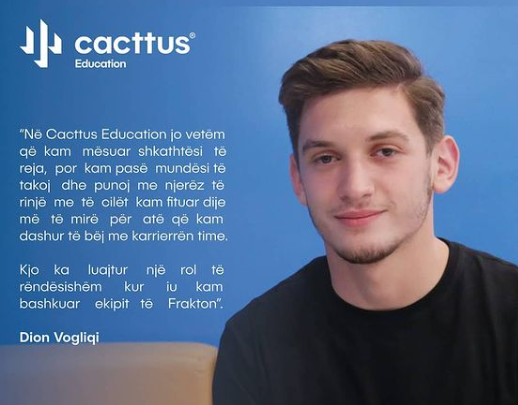 cacttus®
Education
"Në Cacttus Education jo vetëm
që kam mësuar shkathtësi të
reja, por kam pasë mundësi të
takoj dhe punoj me njerëz të
rinjë me të cilët kam fituar dije
më të mirë për atë që kam
dashur të bëj me karrierrën time.
Kjo ka luajtur një rol të
rëndësishëm kur iu kam
bashkuar ekipit të Frakton".
Dion Vogliqi